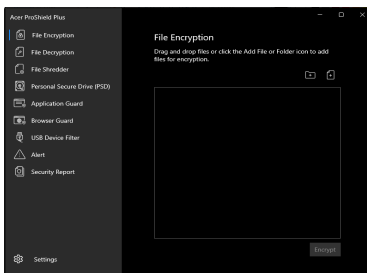 Acer ProShield Plus
File Encryption
File Decryption
File Shredder
Personal Secure Drive (PSD)
Application Guard
Browser Guard
USB Device Filter
Alert
Security Report
Settings
File Encryption
Drag and drop files or click the Add File or Folder icon to add
files for encryption.
Encrypt